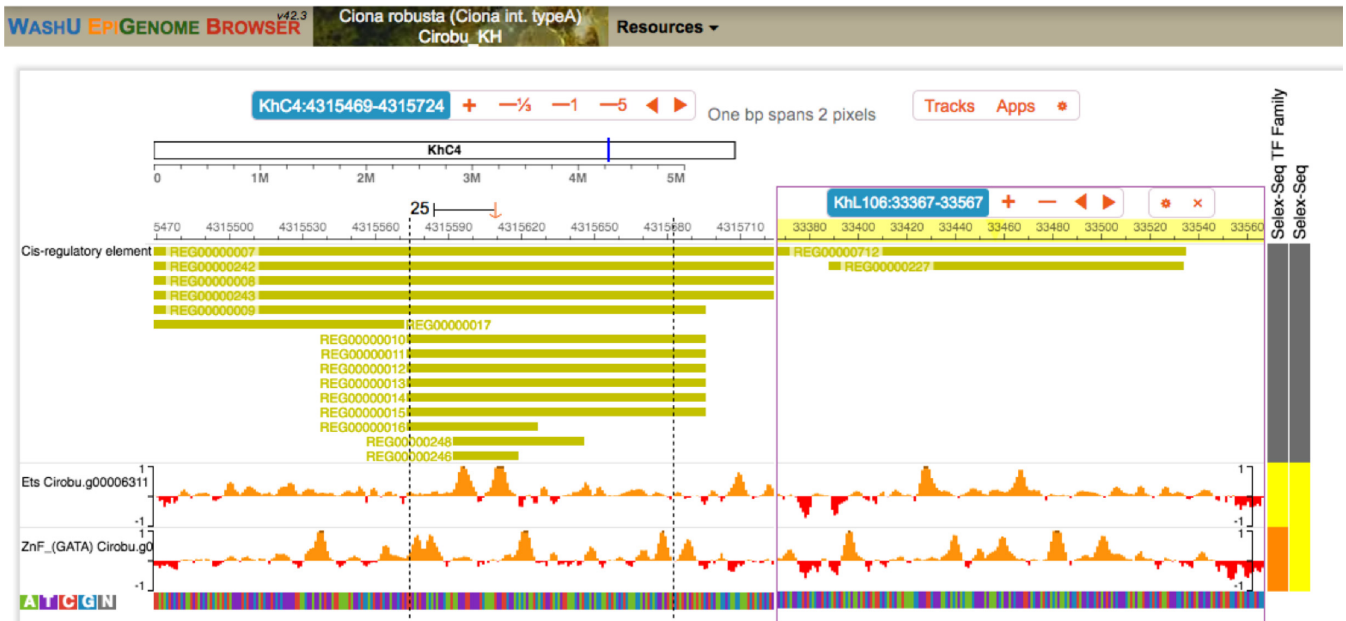 WASHU EPIGENOME BROWSER v42.3
Ciona robusta (Ciona int. typeA)
Cirobu_KH
Resources
KhC4:4315469-4315724 + —⅓ —1 —5
One bp spans 2 pixels
Tracks Apps
KhC4
0 1M 2M 3M 4M 5M
25
KhL106:33367-33567 + —
Selex-Seq TF Family
Selex-Seq
5470 4315500 4315530 4315560 4315590 4315620 4315650 4315680 4315710 33380 33400 33420 33440 33460 33480 33500 33520 33540 33560
Cis-regulatory element REG00000007 REG00000712
REG00000242 REG00000227
REG00000008
REG00000243
REG00000009
REG00000017
REG00000010
REG00000011
REG00000012
REG00000013
REG00000014
REG00000015
REG00000016
REG00000248
REG00000246
1 1
Ets Cirobu.g00006311
-1 -1
1 1
ZnF_(GATA) Cirobu.g0
-1 -1
A T C G N